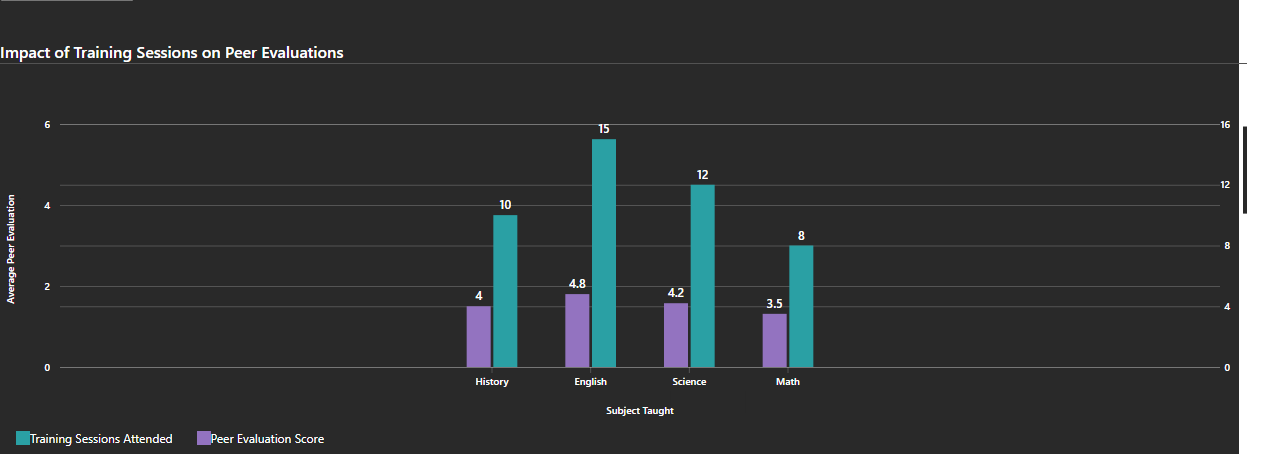 Impact of Training Sessions on Peer Evaluations
6
16
15
12
12
10
4
Average Peer Evaluation
8
8
4.8
4.2
4
3.5
2
4
0
0
History
English
Science
Math
Subject Taught
Training Sessions Attended
Peer Evaluation Score